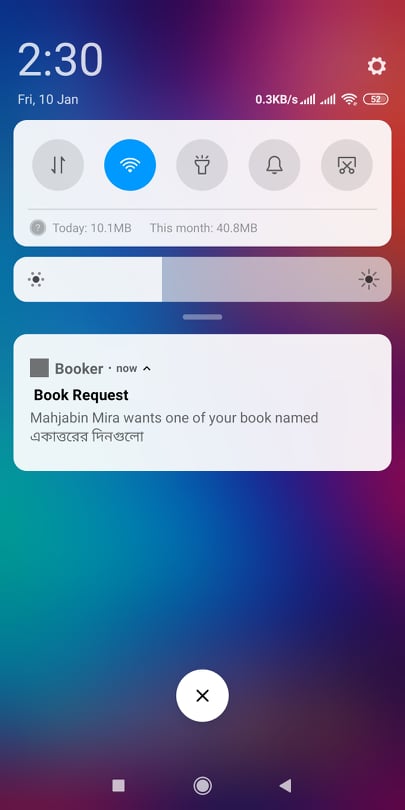 2:30
Fri, 10 Jan
0.3KB/s
52
Today: 10.1MB This month: 40.8MB
Booker · now
Book Request
Mahjabin Mira wants one of your book named
একাত্তরের দিনগুলো